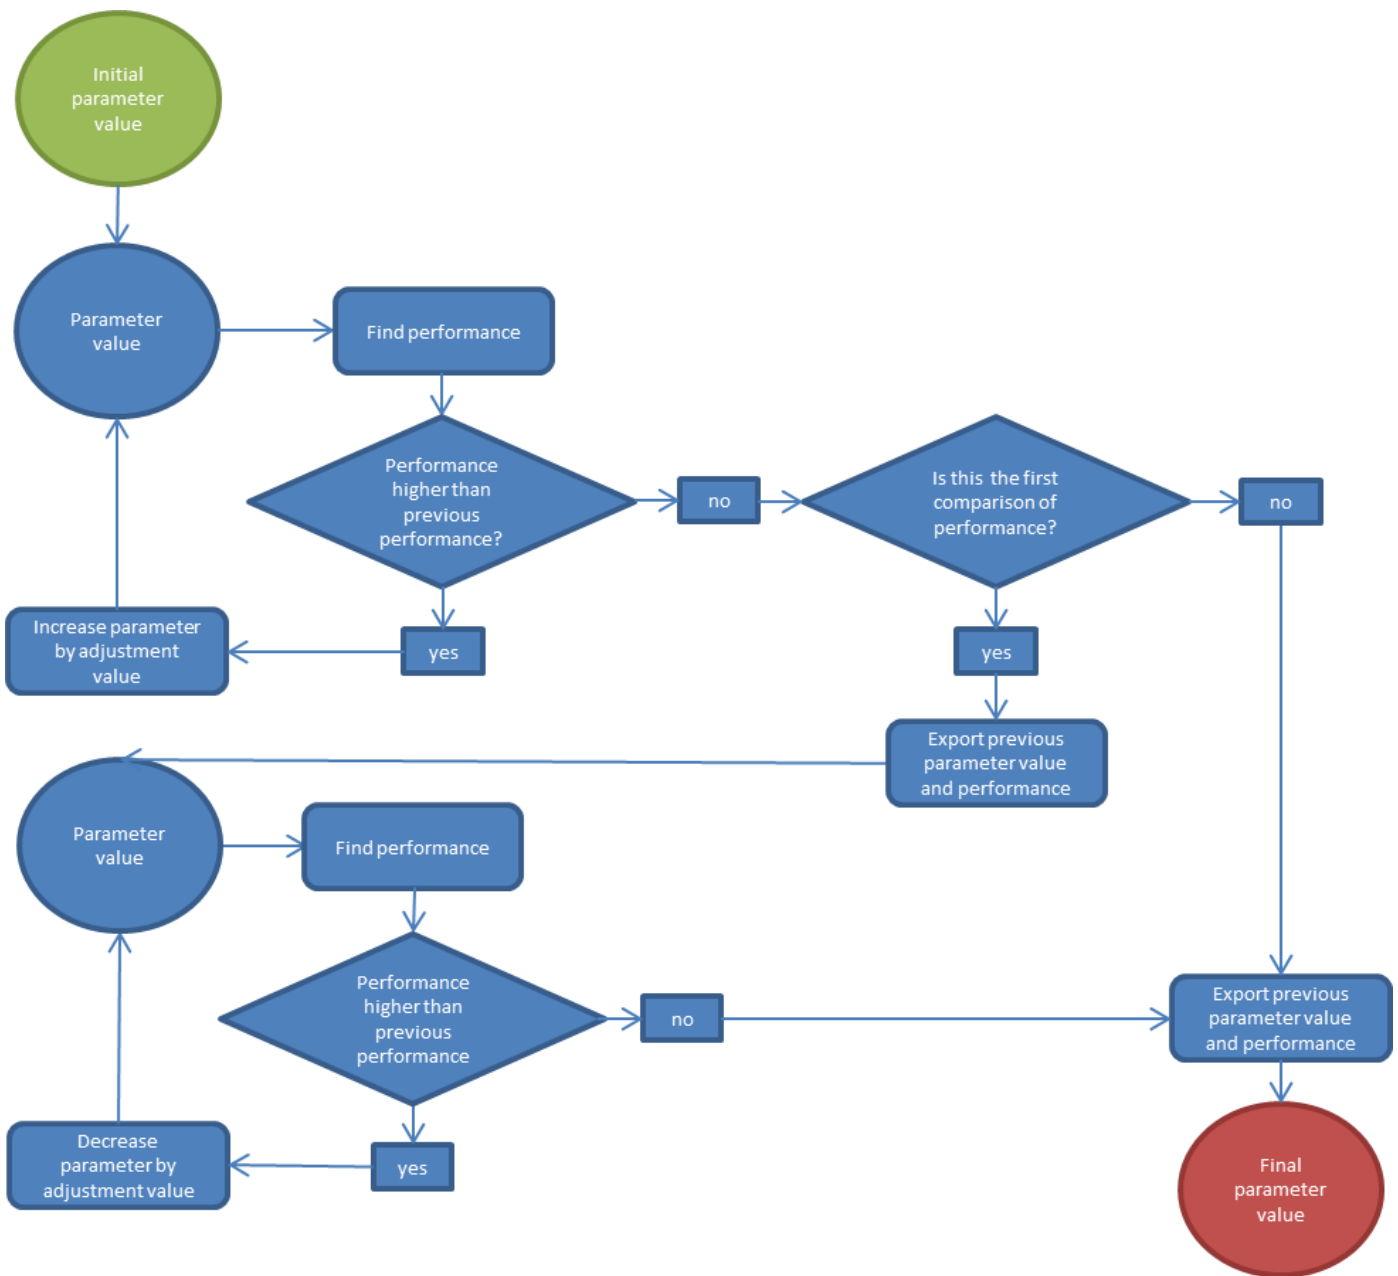 Initial
parameter
value
Parameter
value
Find performance
Performance
higher than
previous
performance?
no
Is this  the first
comparison of
performance?
no
yes
Increase parameter
by adjustment
value
yes
Export previous
parameter value
and performance
Parameter
value
Find performance
Performance
higher than
previous
performance
no
Export previous
parameter value
and performance
yes
Decrease
parameter by
adjustment value
Final
parameter
value